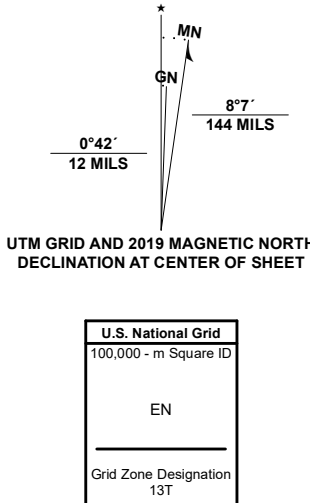 ★
MN
GN
8°7´
144 MILS
0°42´
12 MILS
UTM GRID AND 2019 MAGNETIC NORTH
DECLINATION AT CENTER OF SHEET
U.S. National Grid
100,000 - m Square ID
EN
Grid Zone Designation
13T